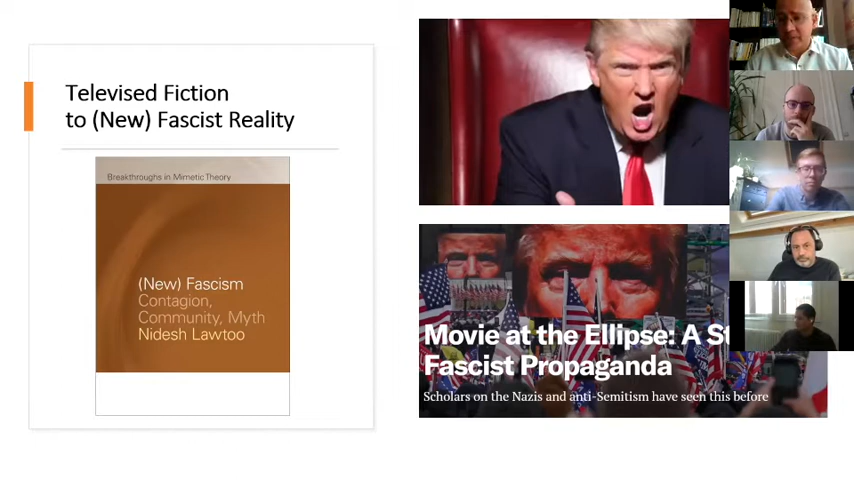 Televised Fiction
to (New) Fascist Reality
Breakthroughs in Mimetic Theory
(New) Fascism
Contagion,
Community, Myth
Nidesh Lawtoo
Movie at the Ellipse: A St
Fascist Propaganda
Scholars on the Nazis and anti-Semitism have seen this before